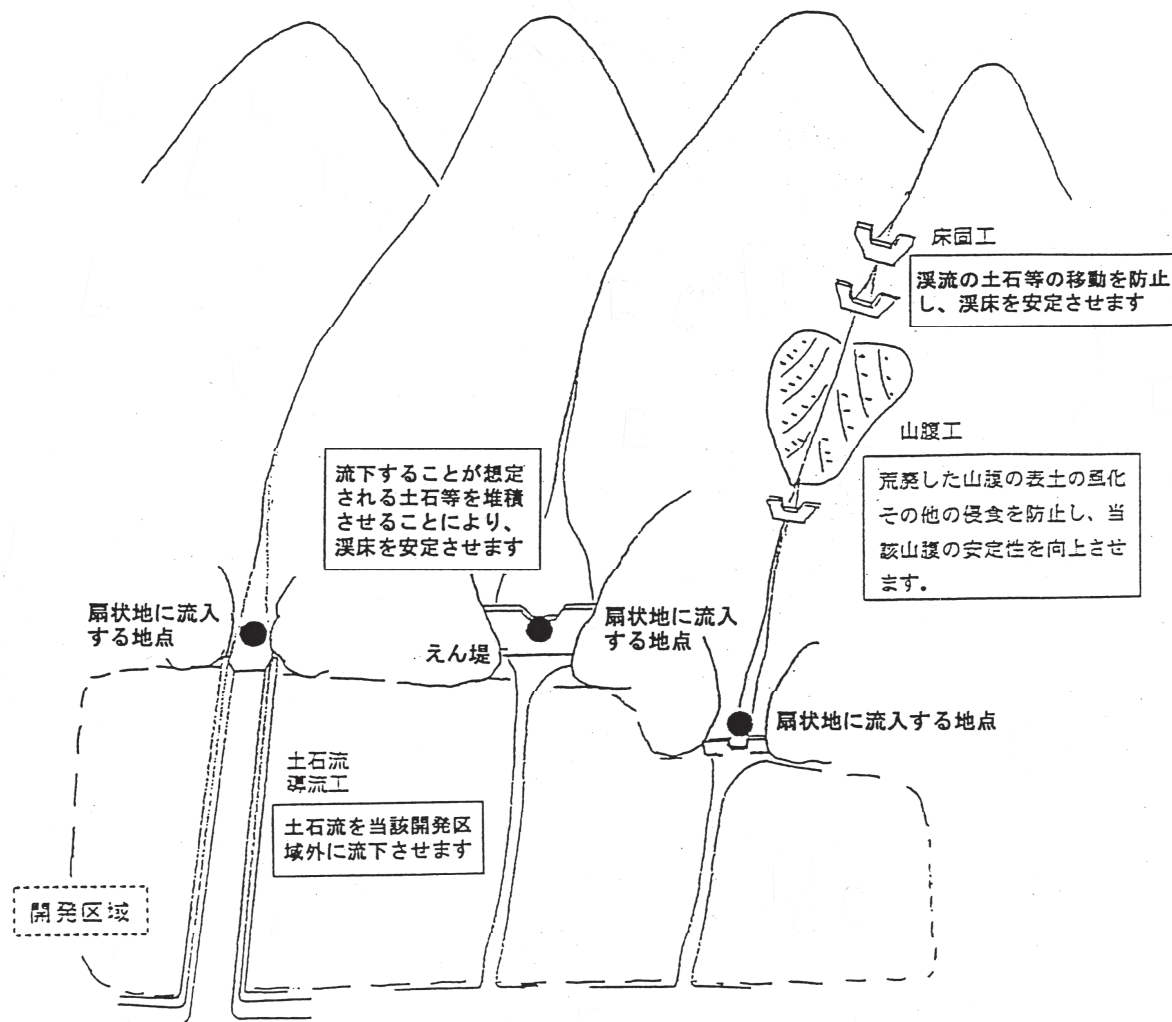 床固工
渓流の土石等の移動を防止
し、渓床を安定させます
山腹工
荒廃した山腹の表土の風化
その他の侵食を防止し、当
該山腹の安定性を向上させ
ます。
流下することが想定
される土石等を堆積
させることにより、
渓床を安定させます
扇状地に流入
する地点
えん堤
扇状地に流入
する地点
扇状地に流入する地点
土石流
導流工
土石流を当該開発区
域外に流下させます
開発区域